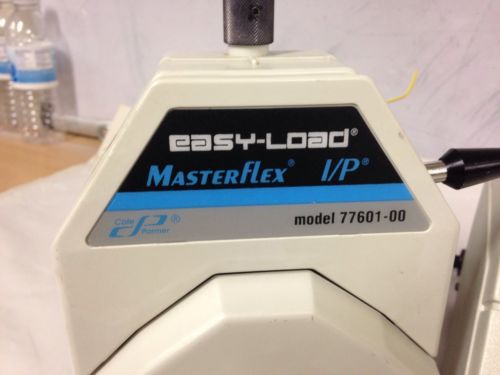 easy-Load®
MASTERFLEX® I/P®
Cole Parmer ®
model 77601-00